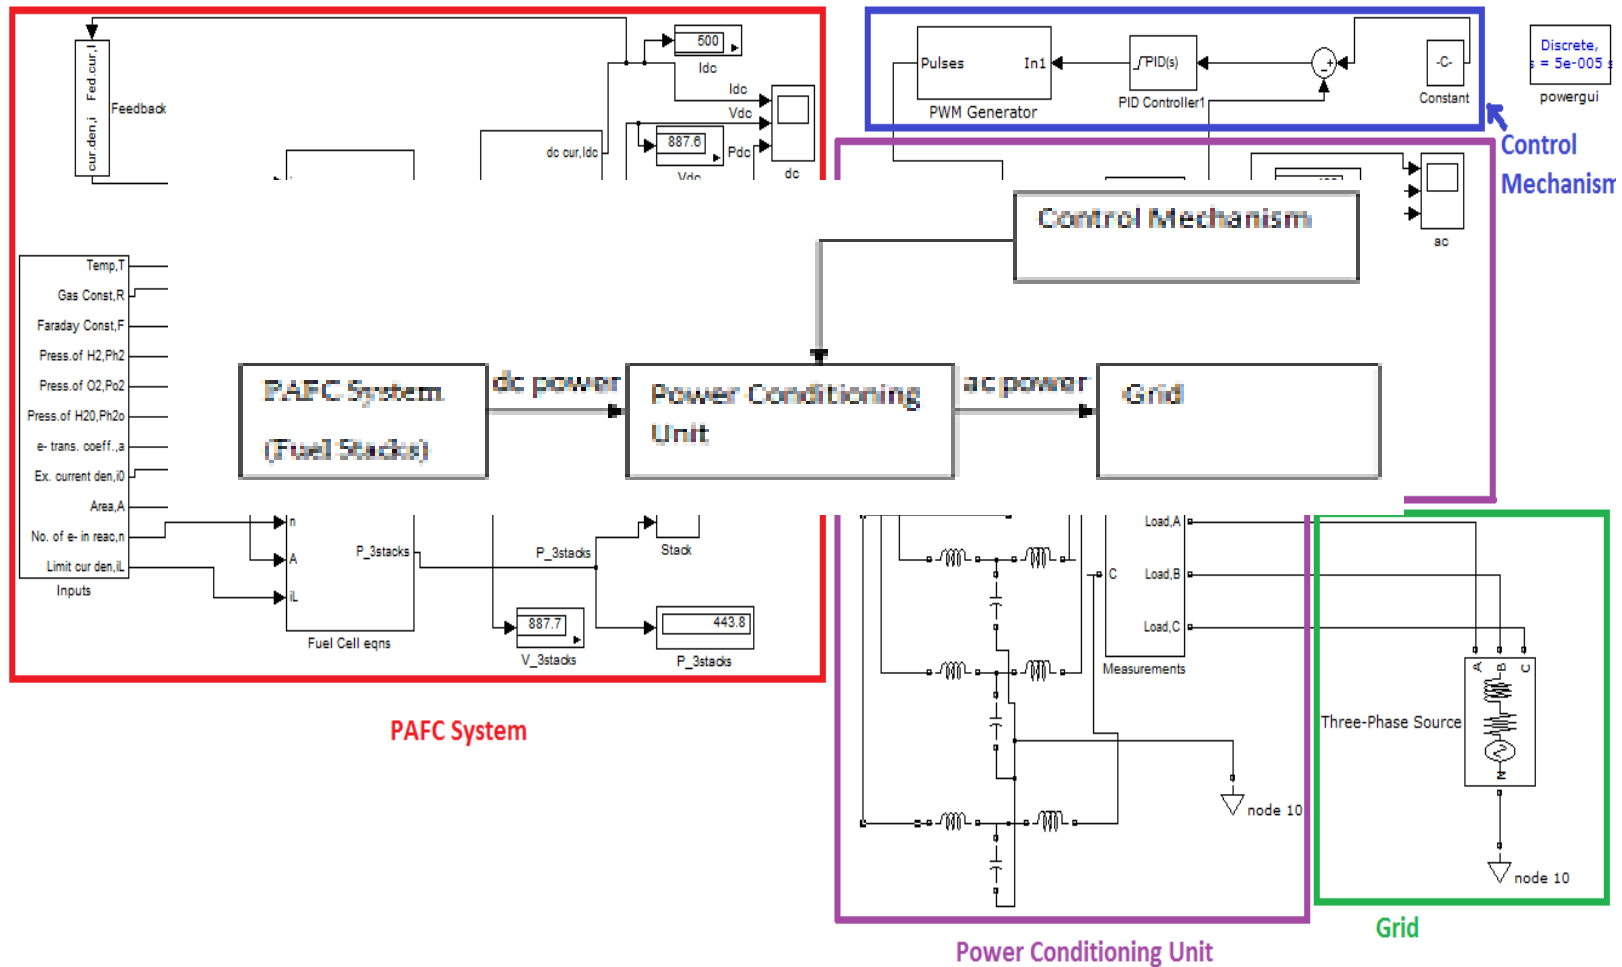 Fed.cur,I
cur.den,i
Feedback
500
Idc
Idc
Vdc
887.6
Pdc
dc cur,Idc
Vdc
dc
Pulses
In1
PWM Generator
PID(s)
PID Controller1
-C-
Constant
Discrete,
s = 5e-005 s
powergui
Control
Mechanism
ac
Control Mechanism
Temp,T
Gas Const,R
Faraday Const,F
Press.of H2,Ph2
Press.of O2,Po2
Press.of H20,Ph2o
e- trans. coeff.,a
Ex. current den,i0
Area,A
No. of e- in reac,n
Limit cur den,iL
Inputs
PAFC System
(Fuel Stacks)
dc power
Power Conditioning
Unit
ac power
Grid
n
A
iL
P_3stacks
Fuel Cell eqns
P_3stacks
Stack
887.7
V_3stacks
443.8
P_3stacks
PAFC System
Load,A
C
Load,B
Load,C
Measurements
node 10
A
B
C
Three-Phase Source
N
node 10
Power Conditioning Unit
Grid